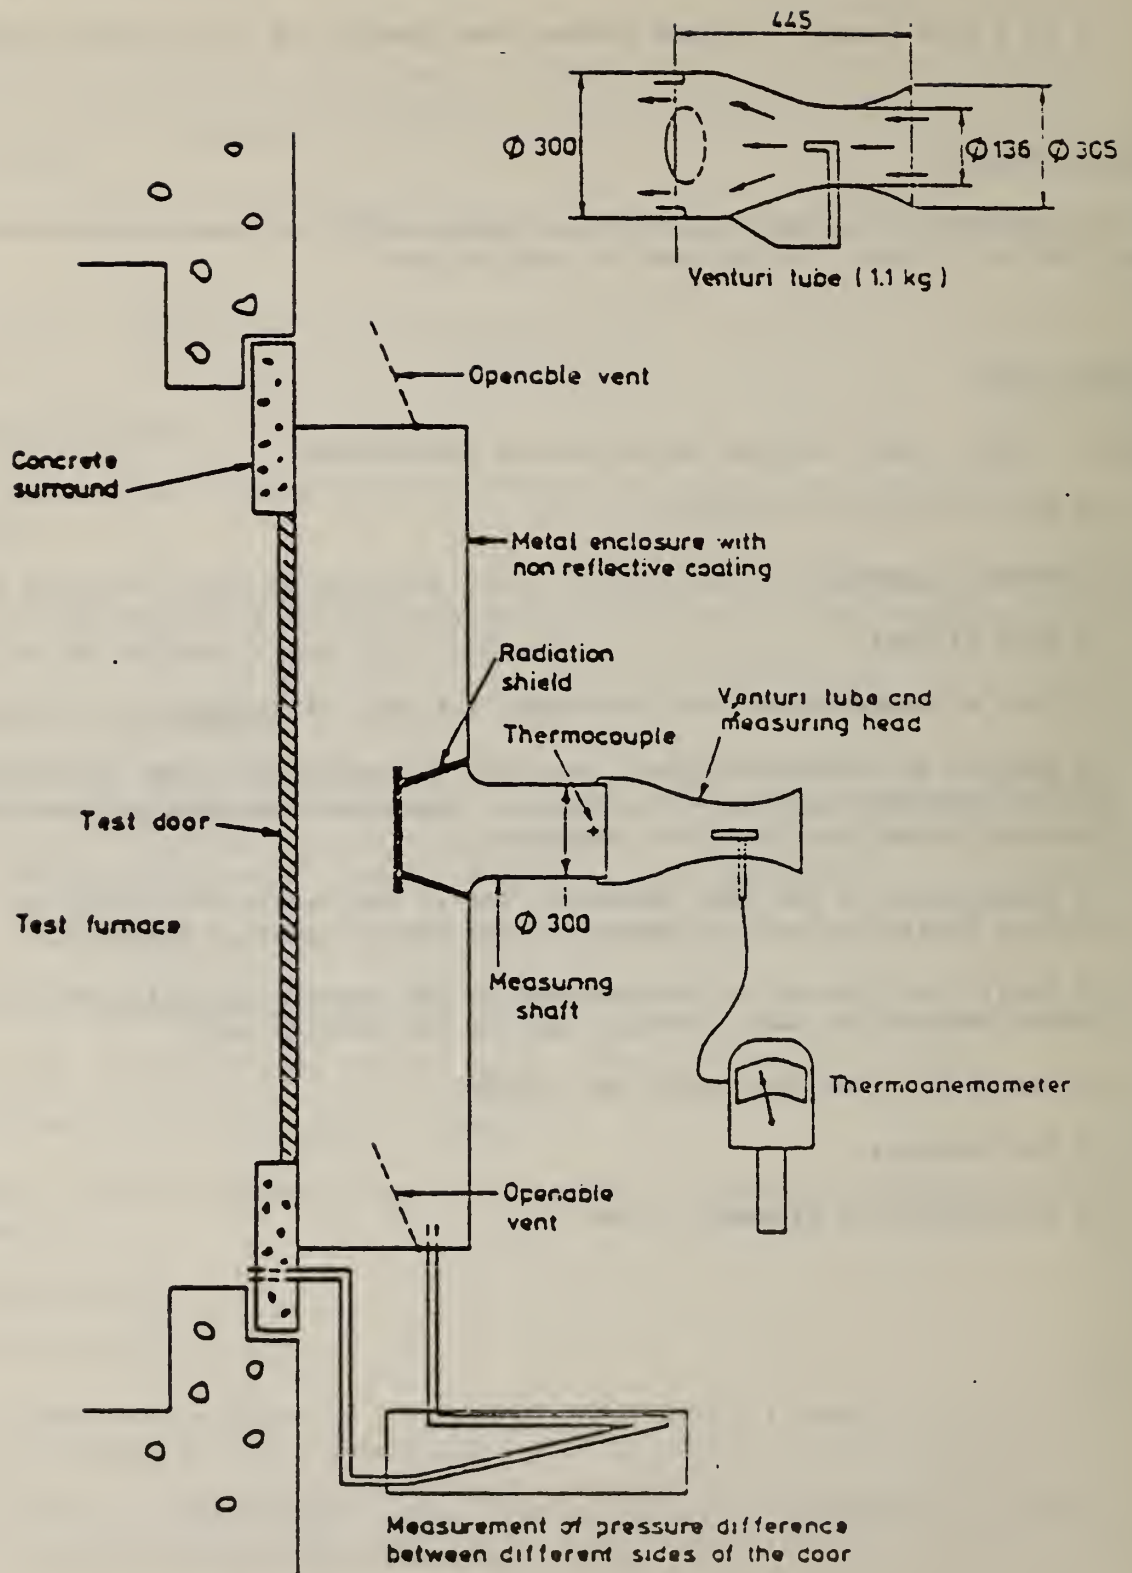 445
Φ 300
Φ 136
Φ 305
Venturi tube ( 1.1 kg )
Openable vent
Concrete
surround
Metal enclosure with
non reflective coating
Radiation
shield
Venturi tube and
measuring head
Thermocouple
Test door
Φ 300
Test furnace
Measuring
shaft
Thermoanemometer
Openable
vent
Measurement of pressure difference
between different sides of the door